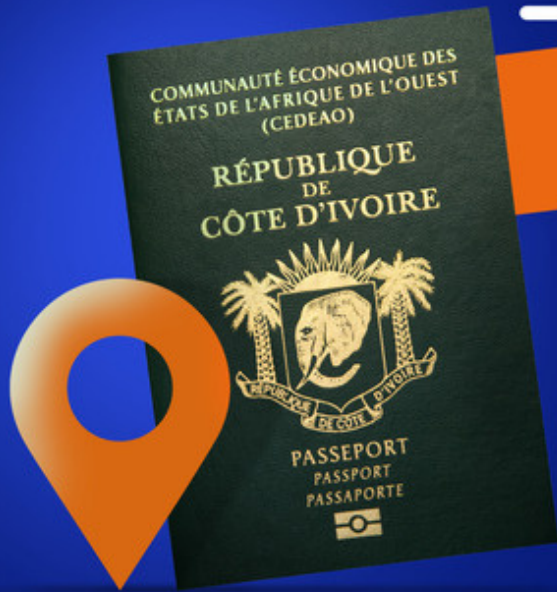 COMMUNAUTÉ ÉCONOMIQUE DES
ÉTATS DE L'AFRIQUE DE L'OUEST
(CEDEAO)
RÉPUBLIQUE
DE
CÔTE D'IVOIRE
RÉPUBLIQUE DE CÔTE D'IVOIRE
PASSEPORT
PASSPORT
PASSAPORTE